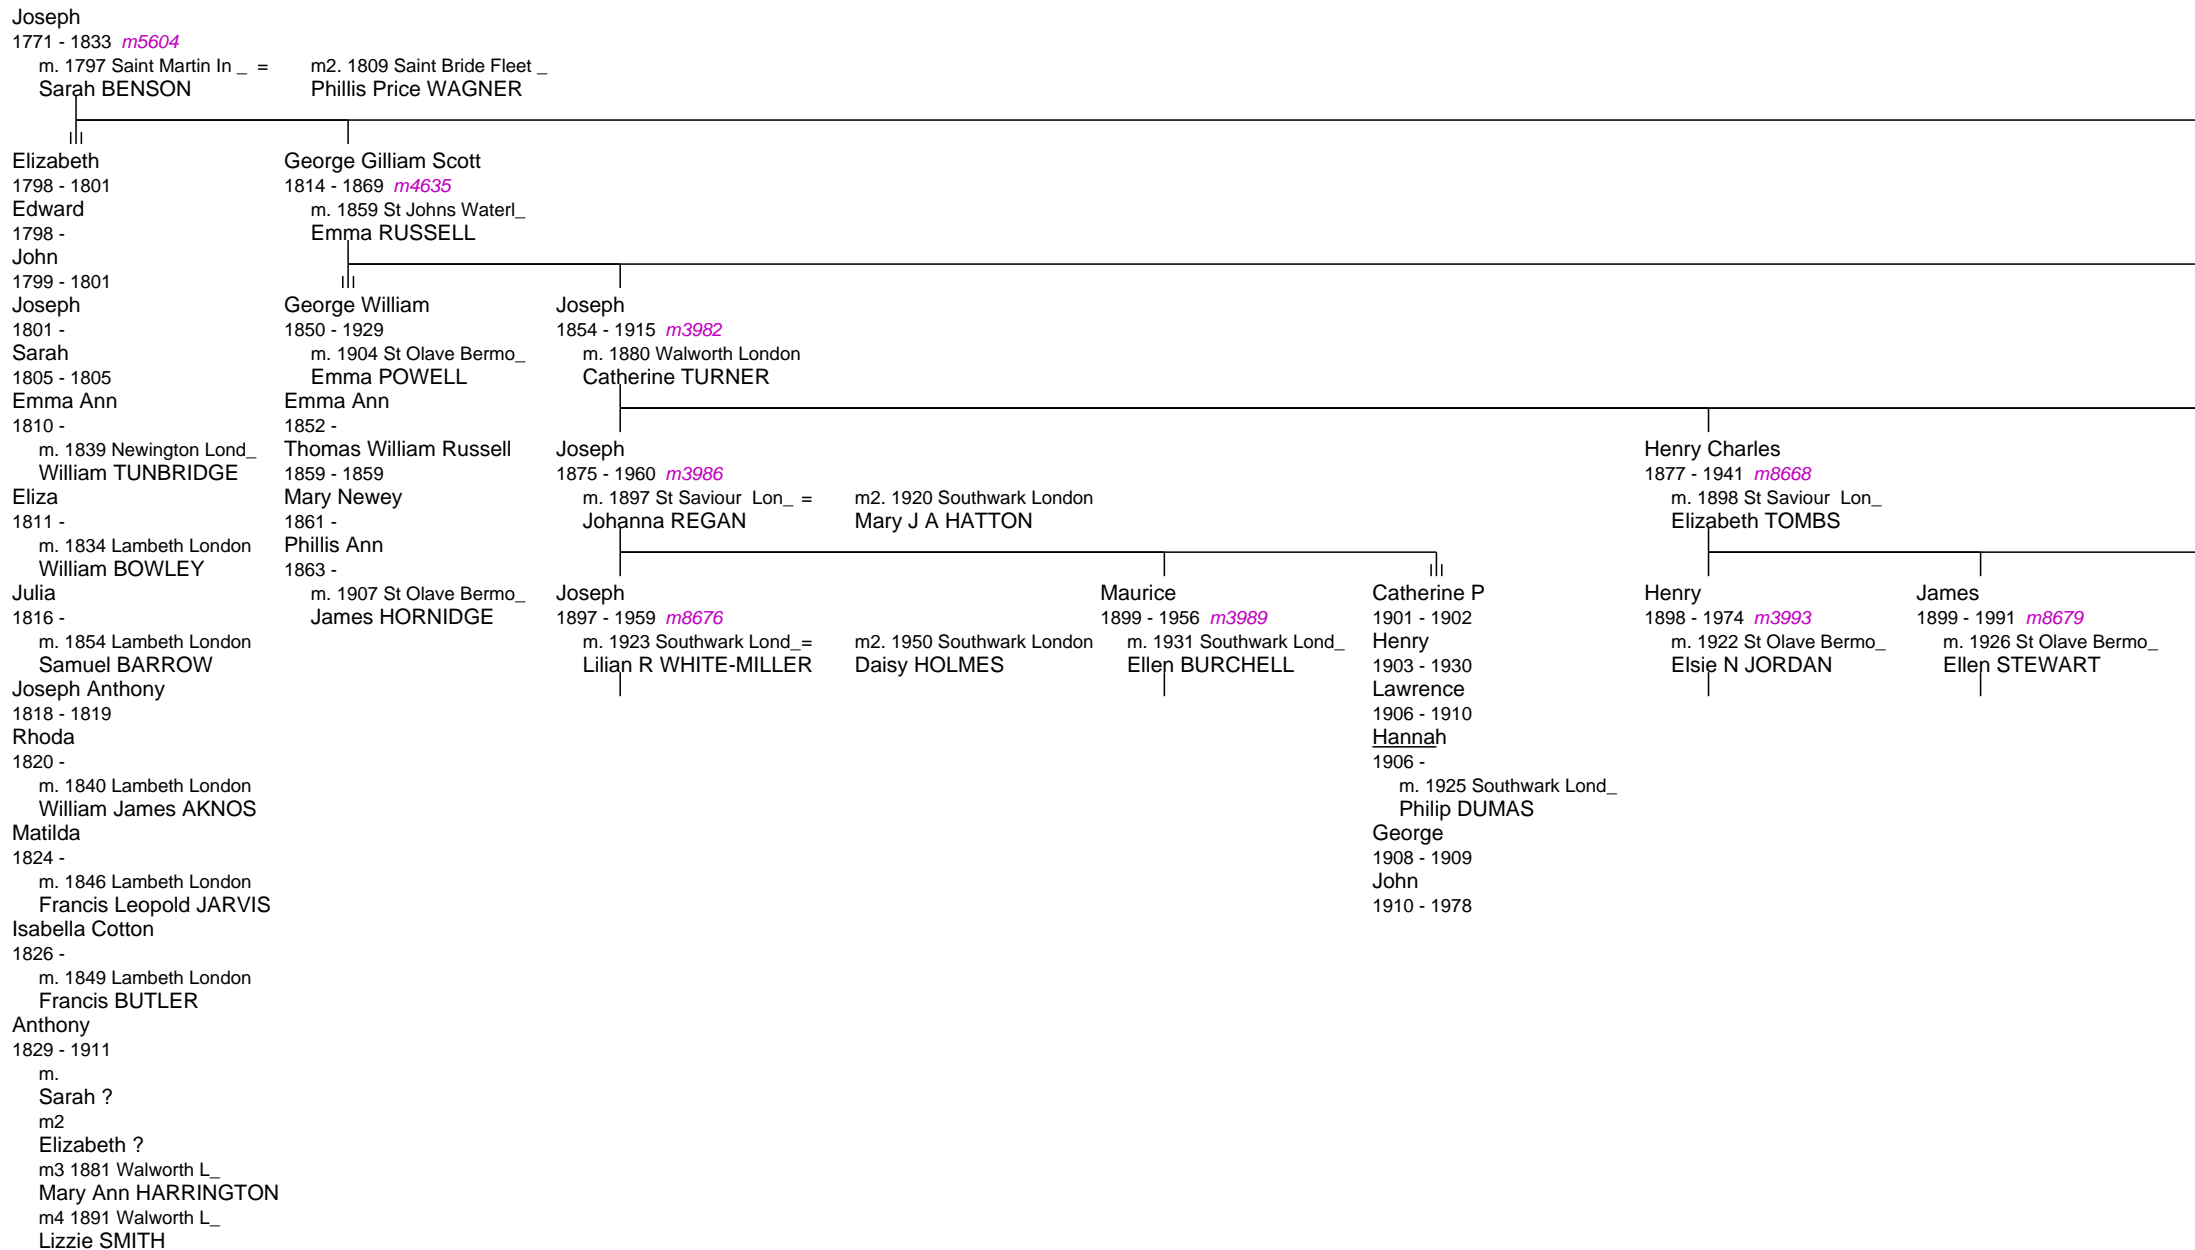 Joseph
1771 - 1833 m5604
m. 1797 Saint Martin In _ = m2. 1809 Saint Bride Fleet _
Sarah BENSON Phillis Price WAGNER
Elizabeth
1798 - 1801
Edward
1798 -
John
1799 - 1801
Joseph
1801 -
Sarah
1805 - 1805
Emma Ann
1810 -
m. 1839 Newington Lond_
William TUNBRIDGE
Eliza
1811 -
m. 1834 Lambeth London
William BOWLEY
Julia
1816 -
m. 1854 Lambeth London
Samuel BARROW
Joseph Anthony
1818 - 1819
Rhoda
1820 -
m. 1840 Lambeth London
William James AKNOS
Matilda
1824 -
m. 1846 Lambeth London
Francis Leopold JARVIS
Isabella Cotton
1826 -
m. 1849 Lambeth London
Francis BUTLER
Anthony
1829 - 1911
m.
Sarah ?
m2
Elizabeth ?
m3 1881 Walworth L_
Mary Ann HARRINGTON
m4 1891 Walworth L_
Lizzie SMITH
George Gilliam Scott
1814 - 1869 m4635
m. 1859 St Johns Waterl_
Emma RUSSELL
George William
1850 - 1929
m. 1904 St Olave Bermo_
Emma POWELL
Emma Ann
1852 -
Thomas William Russell
1859 - 1859
Mary Newey
1861 -
Phillis Ann
1863 -
m. 1907 St Olave Bermo_
James HORNIDGE
Joseph
1854 - 1915 m3982
m. 1880 Walworth London
Catherine TURNER
Joseph
1875 - 1960 m3986
m. 1897 St Saviour Lon_ = m2. 1920 Southwark London
Johanna REGAN Mary J A HATTON
Joseph
1897 - 1959 m8676
m. 1923 Southwark Lond_= m2. 1950 Southwark London
Lilian R WHITE-MILLER Daisy HOLMES
Maurice
1899 - 1956 m3989
m. 1931 Southwark Lond_
Ellen BURCHELL
Catherine P
1901 - 1902
Henry
1903 - 1930
Lawrence
1906 - 1910
Hannah
1906 -
m. 1925 Southwark Lond_
Philip DUMAS
George
1908 - 1909
John
1910 - 1978
Henry Charles
1877 - 1941 m8668
m. 1898 St Saviour Lon_
Elizabeth TOMBS
Henry
1898 - 1974 m3993
m. 1922 St Olave Bermo_
Elsie N JORDAN
James
1899 - 1991 m8679
m. 1926 St Olave Bermo_
Ellen STEWART